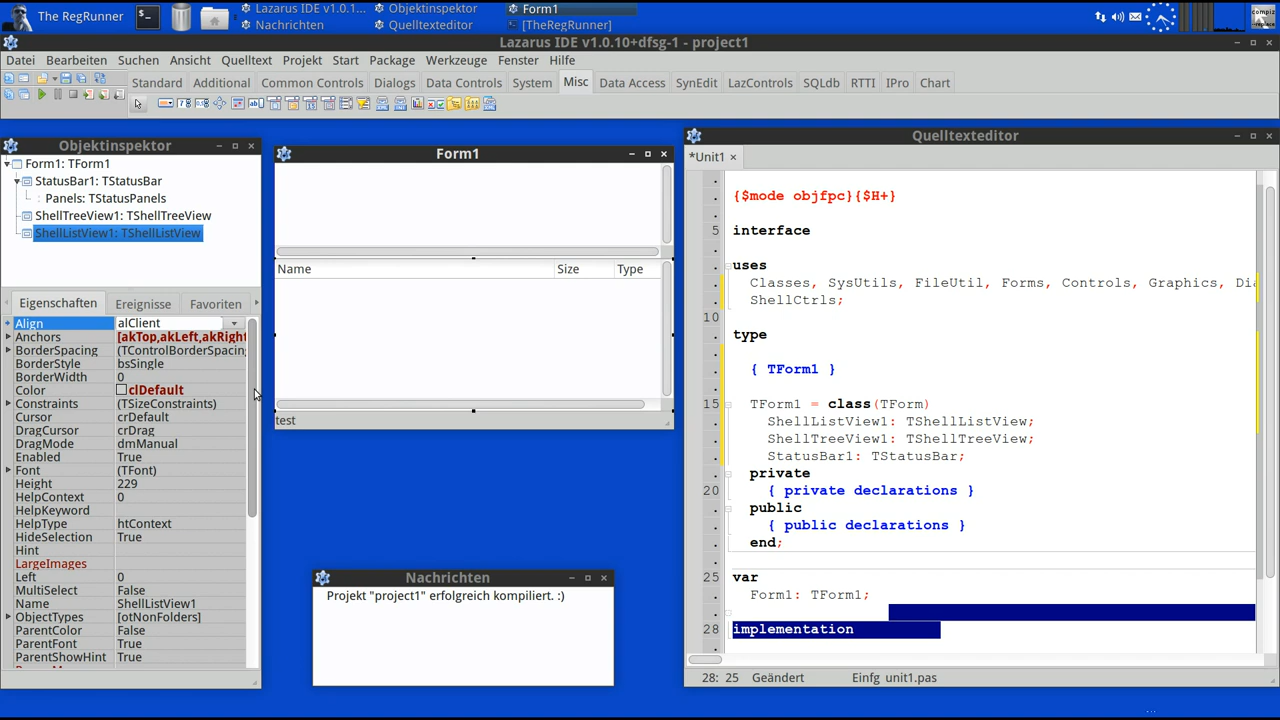 The RegRunner
Lazarus IDE v1.0.1...
Nachrichten
Objektinspektor
Quelltexteditor
Form1
[TheRegRunner]
Lazarus IDE v1.0.10+dfsg-1 - project1
Datei Bearbeiten Suchen Ansicht Quelltext Projekt Start Package Werkzeuge Fenster Hilfe
Standard Additional Common Controls Dialogs Data Controls System Misc Data Access SynEdit LazControls SQLdb RTTI IPro Chart
Objektinspektor
Form1: TForm1
StatusBar1: TStatusBar
Panels: TStatusPanels
ShellTreeView1: TShellTreeView
ShellListView1: TShellListView
Eigenschaften Ereignisse Favoriten
Align alClient
Anchors [akTop,akLeft,akRight
BorderSpacing (TControlBorderSpacin
BorderStyle bsSingle
BorderWidth 0
Color clDefault
Constraints (TSizeConstraints)
Cursor crDefault
DragCursor crDrag
DragMode dmManual
Enabled True
Font (TFont)
Height 229
HelpContext 0
HelpKeyword
HelpType htContext
HideSelection True
Hint
LargeImages
Left 0
MultiSelect False
Name ShellListView1
ObjectTypes [otNonFolders]
ParentColor False
ParentFont True
ParentShowHint True
Form1
Name Size Type
test
Nachrichten
Projekt "project1" erfolgreich kompiliert. :)
Quelltexteditor
*Unit1
{$mode objfpc}{$H+}
5 interface
uses
Classes, SysUtils, FileUtil, Forms, Controls, Graphics, Dia
ShellCtrls;
10
type
{ TForm1 }
15 TForm1 = class(TForm)
ShellListView1: TShellListView;
ShellTreeView1: TShellTreeView;
StatusBar1: TStatusBar;
private
20 { private declarations }
public
{ public declarations }
end;
25 var
Form1: TForm1;
28 implementation
28: 25 Geändert Einfg unit1.pas